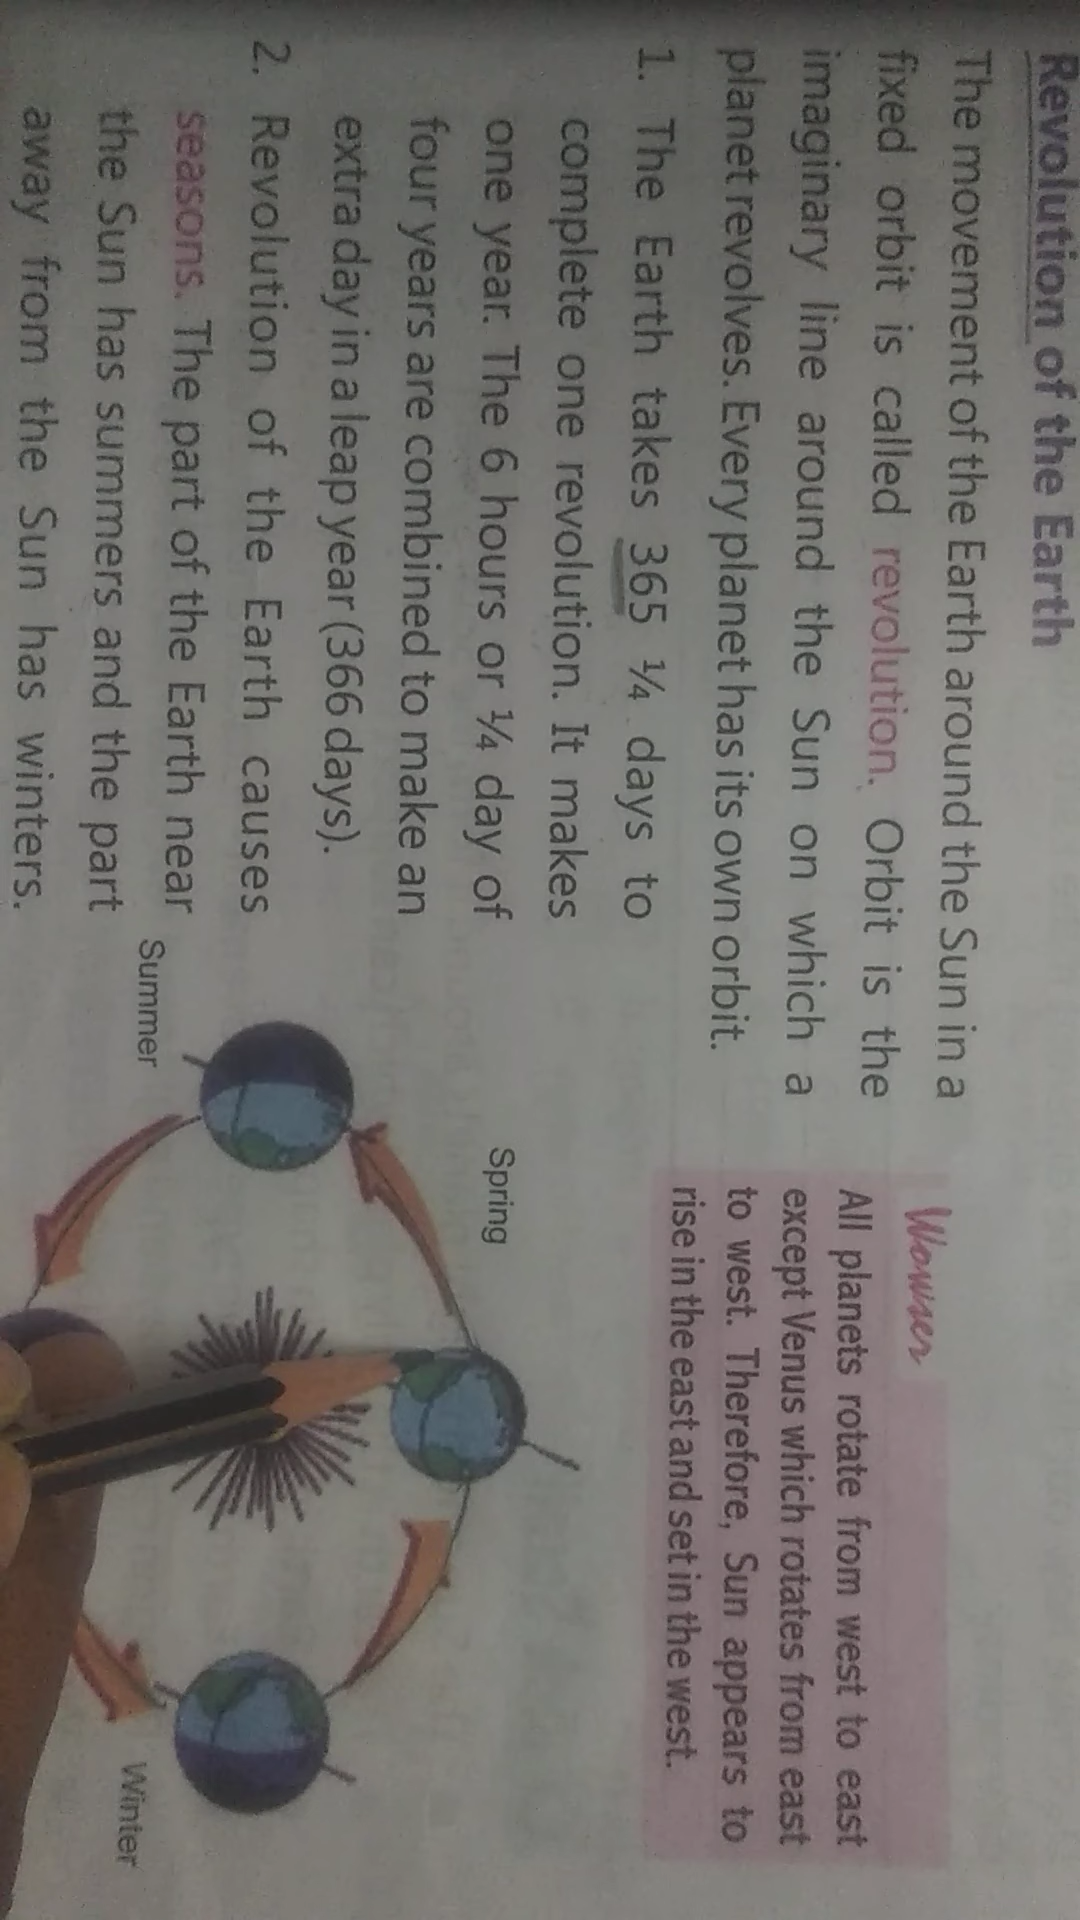 Revolution of the Earth
The movement of the Earth around the Sun in a
fixed orbit is called revolution. Orbit is the
imaginary line around the Sun on which a
planet revolves. Every planet has its own orbit.
1. The Earth takes 365 ¼ days to
complete one revolution. It makes
one year. The 6 hours or ¼ day of
four years are combined to make an
extra day in a leap year (366 days).
2. Revolution of the Earth causes
seasons. The part of the Earth near
the Sun has summers and the part
away from the Sun has winters.
Wowser
All planets rotate from west to east
except Venus which rotates from east
to west. Therefore, Sun appears to
rise in the east and set in the west.
Spring
Summer
Winter